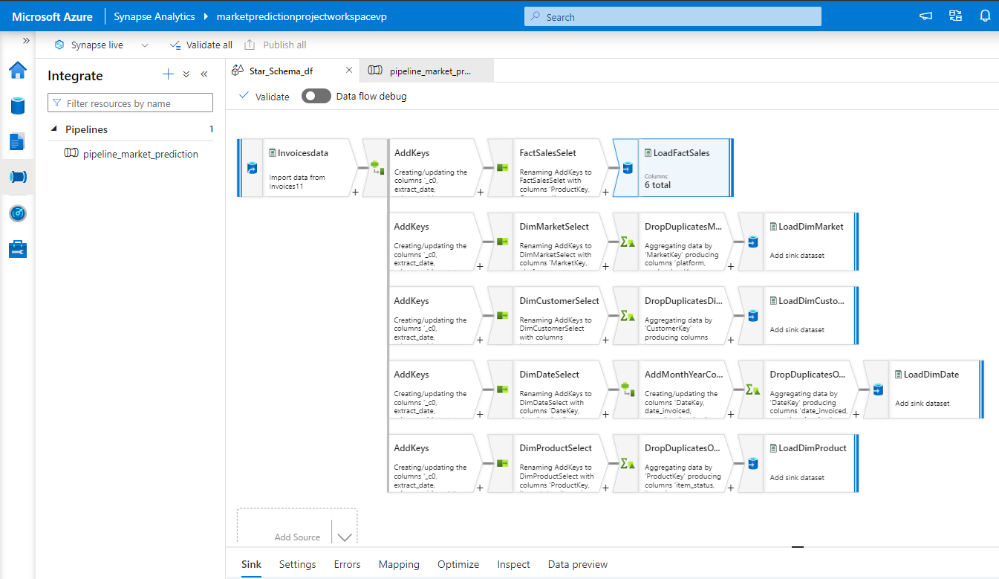 Microsoft Azure
Synapse Analytics
marketpredictionprojectworkspacevp
Search
Synapse live
Validate all
Publish all
Integrate
Filter resources by name
Pipelines
1
pipeline_market_prediction
Star_Schema_df
pipeline_market_pr...
Validate
Data flow debug
Invoicesdata
Import data from
Invoices11
AddKeys
Creating/updating the
columns '_c0,
extract_date,
FactSalesSelet
Renaming AddKeys to
FactSalesSelet with
columns 'ProductKey,
LoadFactSales
Columns:
6 total
AddKeys
Creating/updating the
columns '_c0,
extract_date,
DimMarketSelect
Renaming AddKeys to
DimMarketSelect with
columns 'MarketKey,
DropDuplicatesM...
Aggregating data by
'MarketKey' producing
columns 'platform,
LoadDimMarket
Add sink dataset
AddKeys
Creating/updating the
columns '_c0,
extract_date,
DimCustomerSelect
Renaming AddKeys to
DimCustomerSelect
with columns
DropDuplicatesDi...
Aggregating data by
'CustomerKey'
producing columns
LoadDimCusto...
Add sink dataset
AddKeys
Creating/updating the
columns '_c0,
extract_date,
DimDateSelect
Renaming AddKeys to
DimDateSelect with
columns 'DateKey,
AddMonthYearCo...
Creating/updating the
columns 'DateKey,
date_invoiced,
DropDuplicatesO...
Aggregating data by
'DateKey' producing
columns 'date_invoiced,
LoadDimDate
Add sink dataset
AddKeys
Creating/updating the
columns '_c0,
extract_date,
DimProductSelect
Renaming AddKeys to
DimProductSelect with
columns 'ProductKey,
DropDuplicatesO...
Aggregating data by
'ProductKey' producing
columns 'item_status,
LoadDimProduct
Add sink dataset
Add Source
Sink
Settings
Errors
Mapping
Optimize
Inspect
Data preview